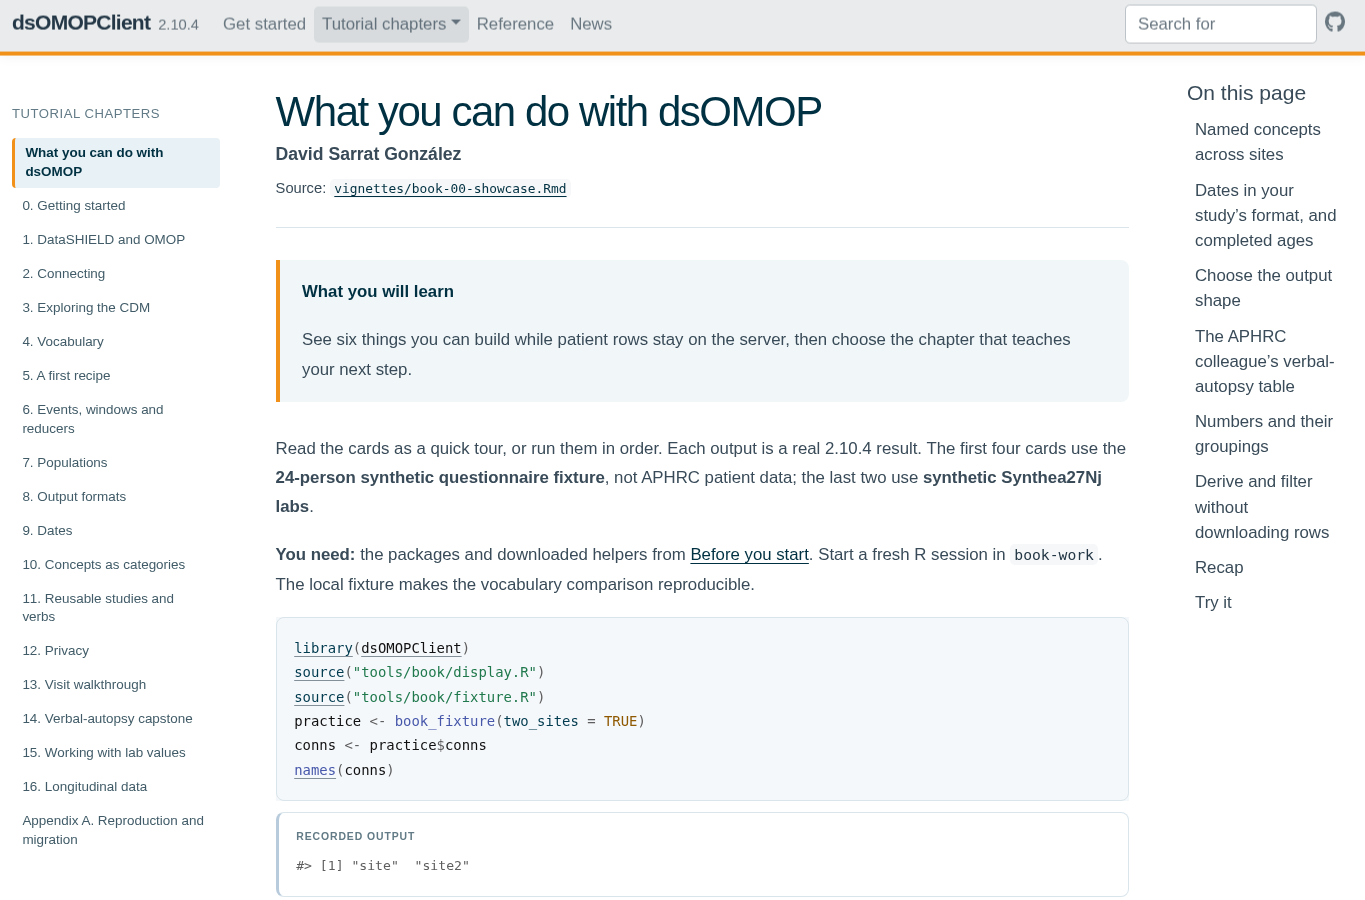 dsOMOPClient 2.10.4 Get started Tutorial chapters Reference News Search for
TUTORIAL CHAPTERS
What you can do with
dsOMOP
0. Getting started
1. DataSHIELD and OMOP
2. Connecting
3. Exploring the CDM
4. Vocabulary
5. A first recipe
6. Events, windows and
reducers
7. Populations
8. Output formats
9. Dates
10. Concepts as categories
11. Reusable studies and
verbs
12. Privacy
13. Visit walkthrough
14. Verbal-autopsy capstone
15. Working with lab values
16. Longitudinal data
Appendix A. Reproduction and
migration
What you can do with dsOMOP
David Sarrat González
Source: vignettes/book-00-showcase.Rmd
What you will learn
See six things you can build while patient rows stay on the server, then choose the chapter that teaches
your next step.
Read the cards as a quick tour, or run them in order. Each output is a real 2.10.4 result. The first four cards use the
24-person synthetic questionnaire fixture, not APHRC patient data; the last two use synthetic Synthea27Nj
labs.
You need: the packages and downloaded helpers from Before you start. Start a fresh R session in book-work.
The local fixture makes the vocabulary comparison reproducible.
library(dsOMOPClient)
source("tools/book/display.R")
source("tools/book/fixture.R")
practice <- book_fixture(two_sites = TRUE)
conns <- practice$conns
names(conns)
RECORDED OUTPUT
#> [1] "site"  "site2"
On this page
Named concepts
across sites
Dates in your
study’s format, and
completed ages
Choose the output
shape
The APHRC
colleague’s verbal-
autopsy table
Numbers and their
groupings
Derive and filter
without
downloading rows
Recap
Try it